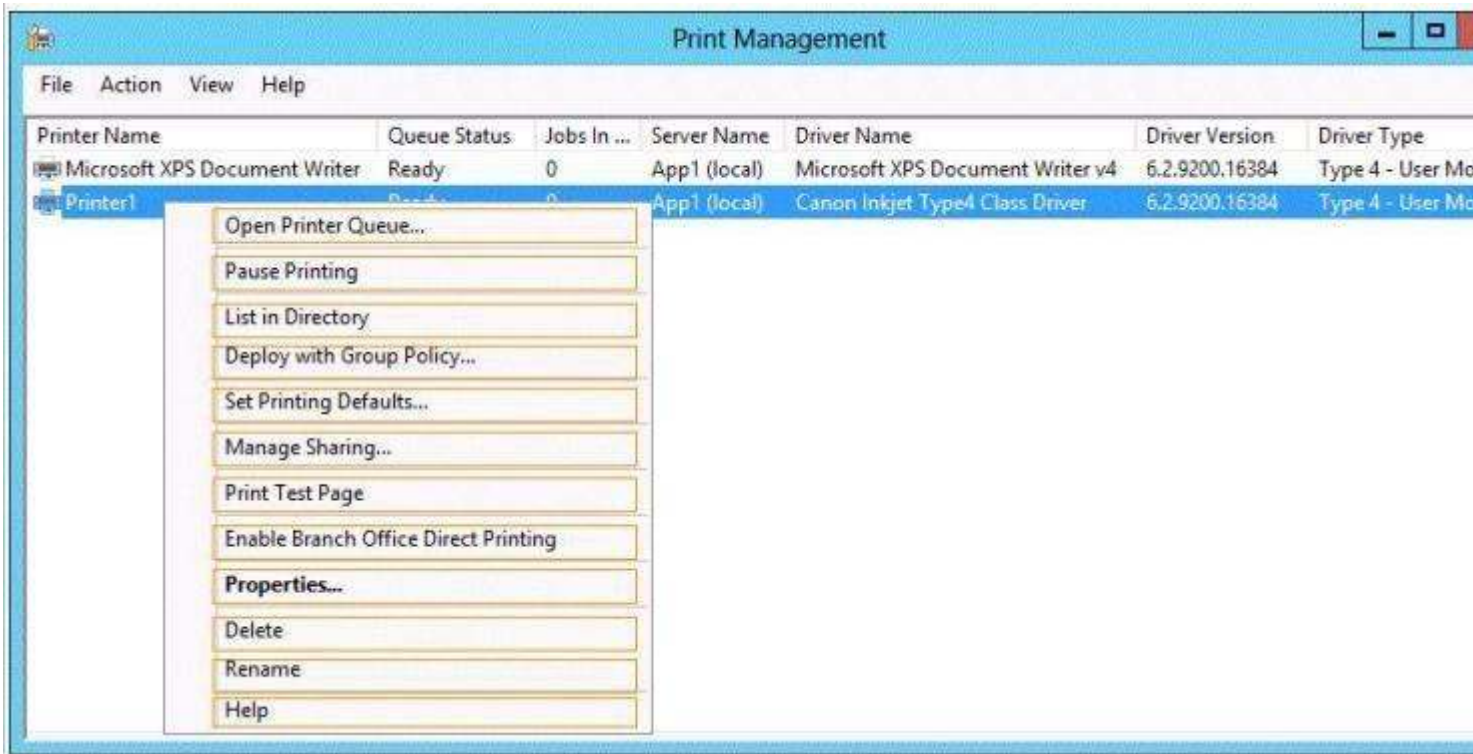 Print Management
File Action View Help
Printer Name Queue Status Jobs In ... Server Name Driver Name Driver Version Driver Type
Microsoft XPS Document Writer Ready 0 App1 (local) Microsoft XPS Document Writer v4 6.2.9200.16384 Type 4 - User Mo
Printer1 Ready 0 App1 (local) Canon Inkjet Type4 Class Driver 6.2.9200.16384 Type 4 - User Mo
Open Printer Queue...
Pause Printing
List in Directory
Deploy with Group Policy...
Set Printing Defaults...
Manage Sharing...
Print Test Page
Enable Branch Office Direct Printing
Properties...
Delete
Rename
Help